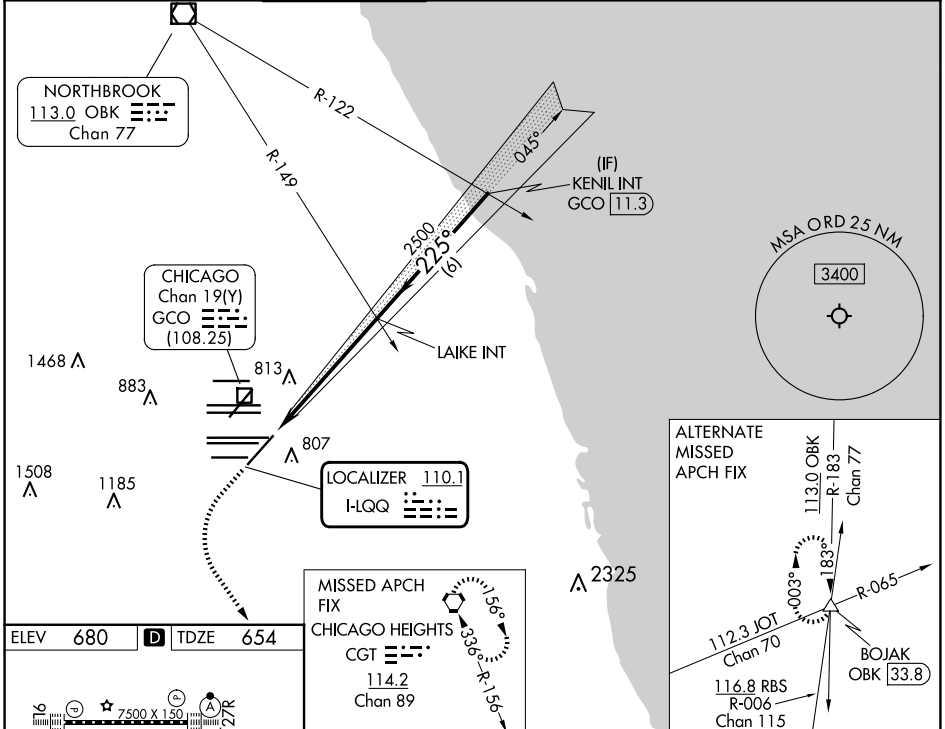 NORTHBROOK
113.0 OBK
Chan 77
R-122
R-149
045°
(IF)
KENIL INT
GCO 11.3
2500
225°
(6)
MSA ORD 25 NM
3400
CHICAGO
Chan 19(Y)
GCO
(108.25)
LAIKE INT
1468
883
813
807
1508
1185
LOCALIZER 110.1
I-LQQ
2325
ALTERNATE
MISSED
APCH FIX
113.0 OBK
R-183
Chan 77
003°
183°
R-065
112.3 JOT
Chan 70
BOJAK
OBK 33.8
116.8 RBS
R-006
Chan 115
MISSED APCH
FIX
CHICAGO HEIGHTS
CGT
114.2
Chan 89
156°
336°
R-156
ELEV 680 D TDZE 654
9L
P
7500 X 150
P
A
27R